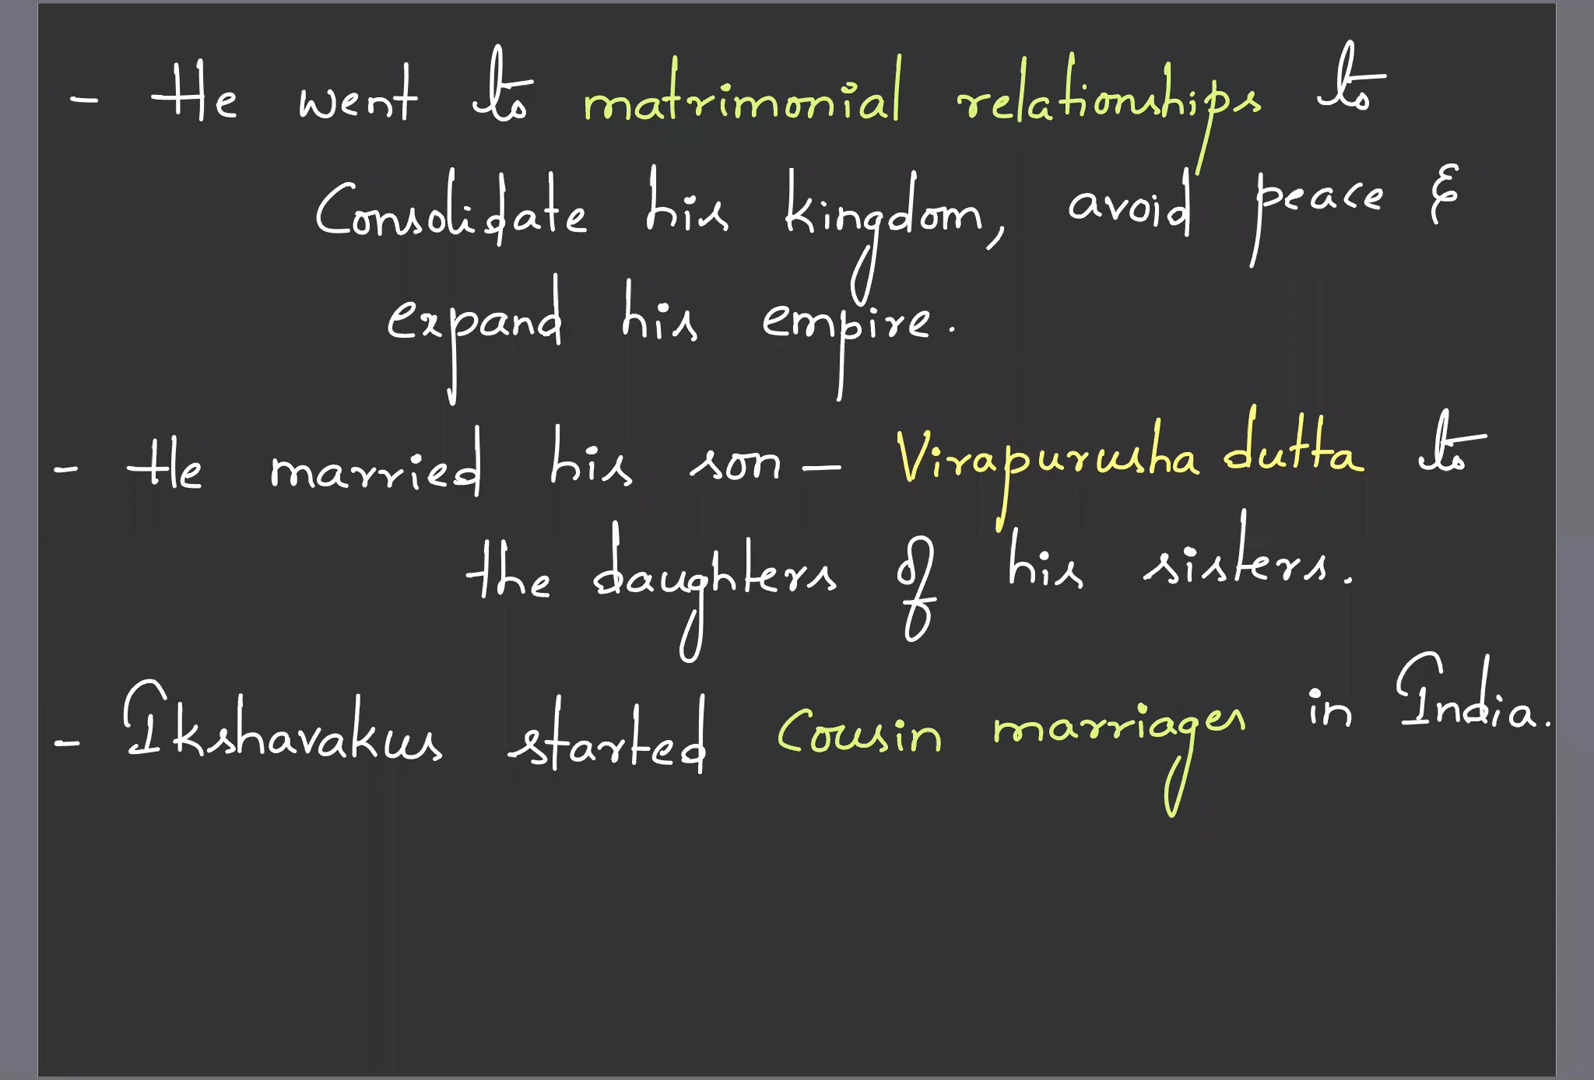 - He went to matrimonial relationships to
Consolidate his kingdom, avoid peace &
expand his empire.
- He married his son - Virapurusha dutta to
the daughters of his sisters.
- Ikshavakus started Cousin marriages in India.